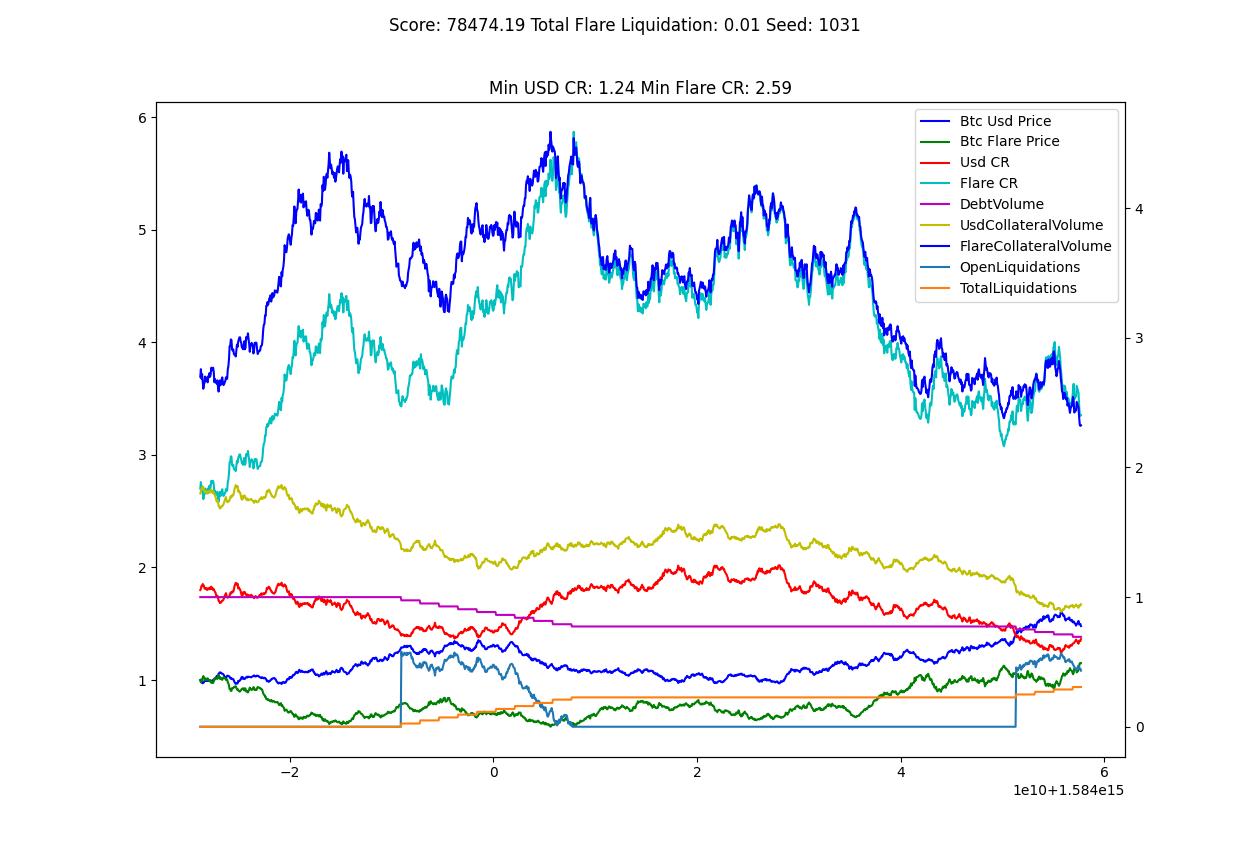 Score: 78474.19 Total Flare Liquidation: 0.01 Seed: 1031
Min USD CR: 1.24 Min Flare CR: 2.59
Btc Usd Price
Btc Flare Price
Usd CR
Flare CR
DebtVolume
UsdCollateralVolume
FlareCollateralVolume
OpenLiquidations
TotalLiquidations
6
5
4
3
2
1
4
3
2
1
0
−2
0
2
4
6
1e10+1.584e15